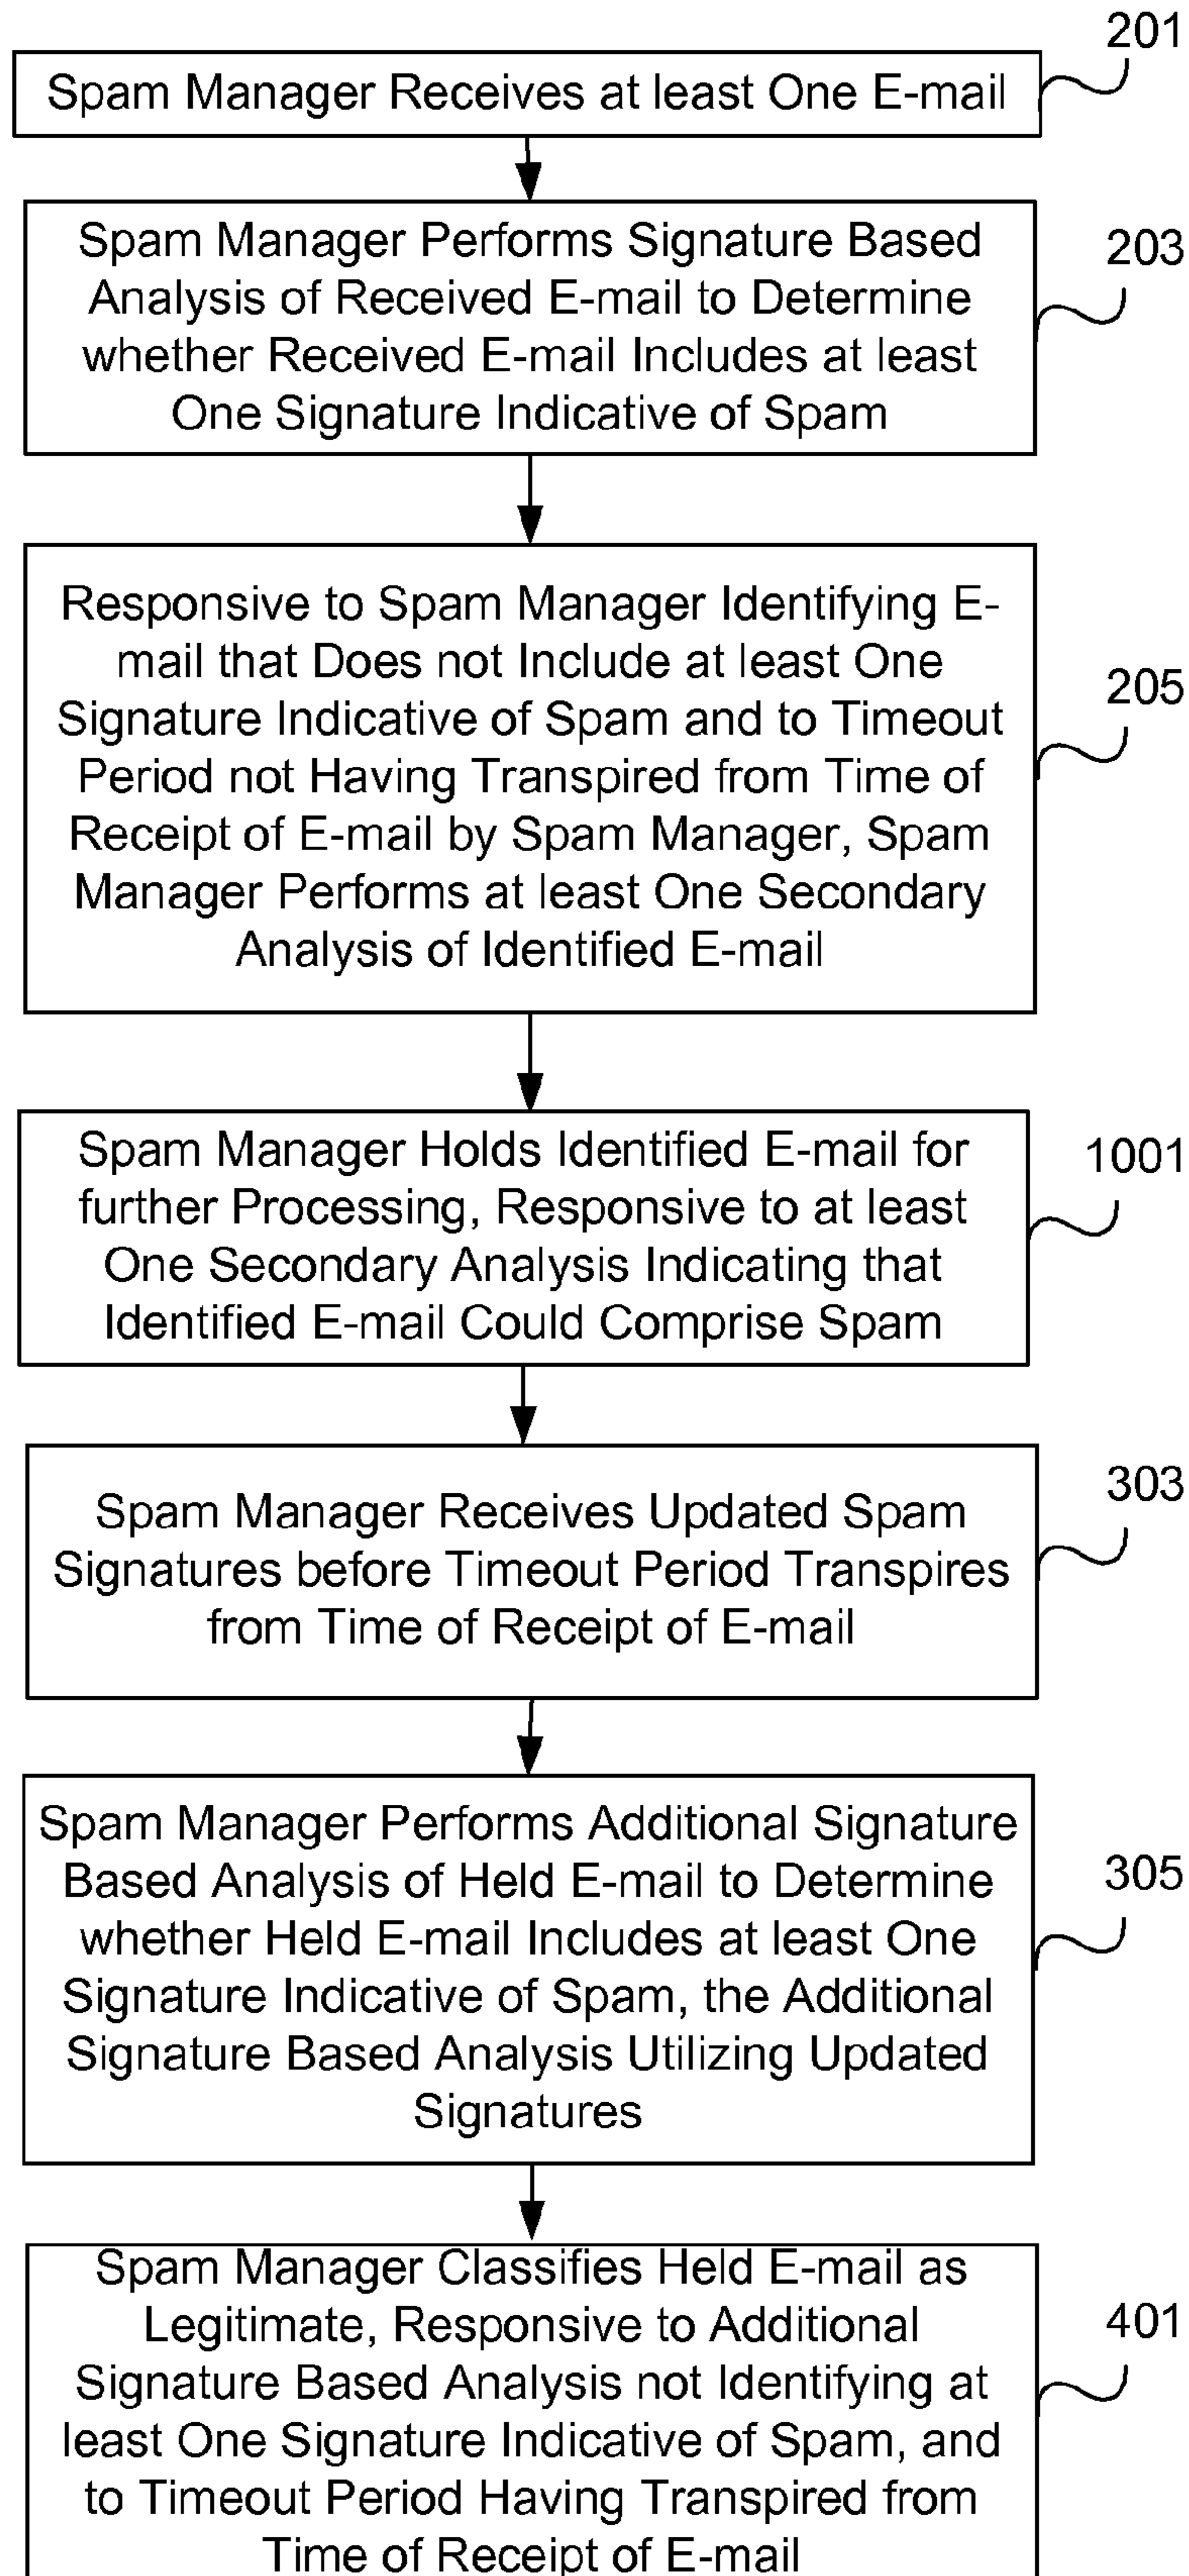 201
Spam Manager Receives at least One E-mail
203
Spam Manager Performs Signature Based
Analysis of Received E-mail to Determine
whether Received E-mail Includes at least
One Signature Indicative of Spam
205
Responsive to Spam Manager Identifying E-
mail that Does not Include at least One
Signature Indicative of Spam and to Timeout
Period not Having Transpired from Time of
Receipt of E-mail by Spam Manager, Spam
Manager Performs at least One Secondary
Analysis of Identified E-mail
1001
Spam Manager Holds Identified E-mail for
further Processing, Responsive to at least
One Secondary Analysis Indicating that
Identified E-mail Could Comprise Spam
303
Spam Manager Receives Updated Spam
Signatures before Timeout Period Transpires
from Time of Receipt of E-mail
305
Spam Manager Performs Additional Signature
Based Analysis of Held E-mail to Determine
whether Held E-mail Includes at least One
Signature Indicative of Spam, the Additional
Signature Based Analysis Utilizing Updated
Signatures
401
Spam Manager Classifies Held E-mail as
Legitimate, Responsive to Additional
Signature Based Analysis not Identifying at
least One Signature Indicative of Spam, and
to Timeout Period Having Transpired from
Time of Receipt of E-mail